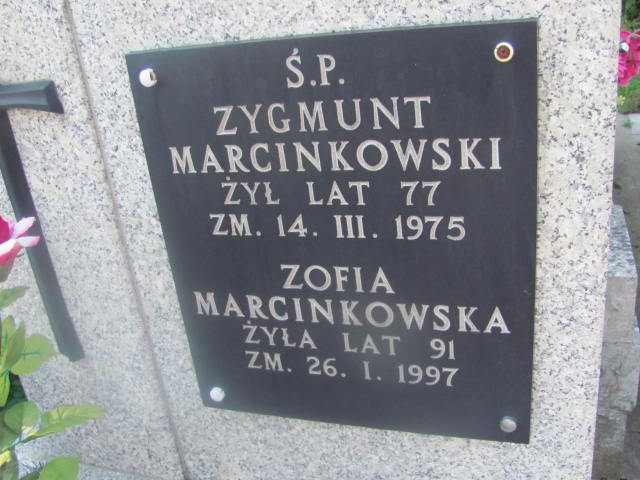 Ś.P.
ZYGMUNT
MARCINKOWSKI
ŻYŁ LAT 77
ZM. 14. III. 1975
ZOFIA
MARCINKOWSKA
ŻYŁA LAT 91
ZM. 26. I. 1997